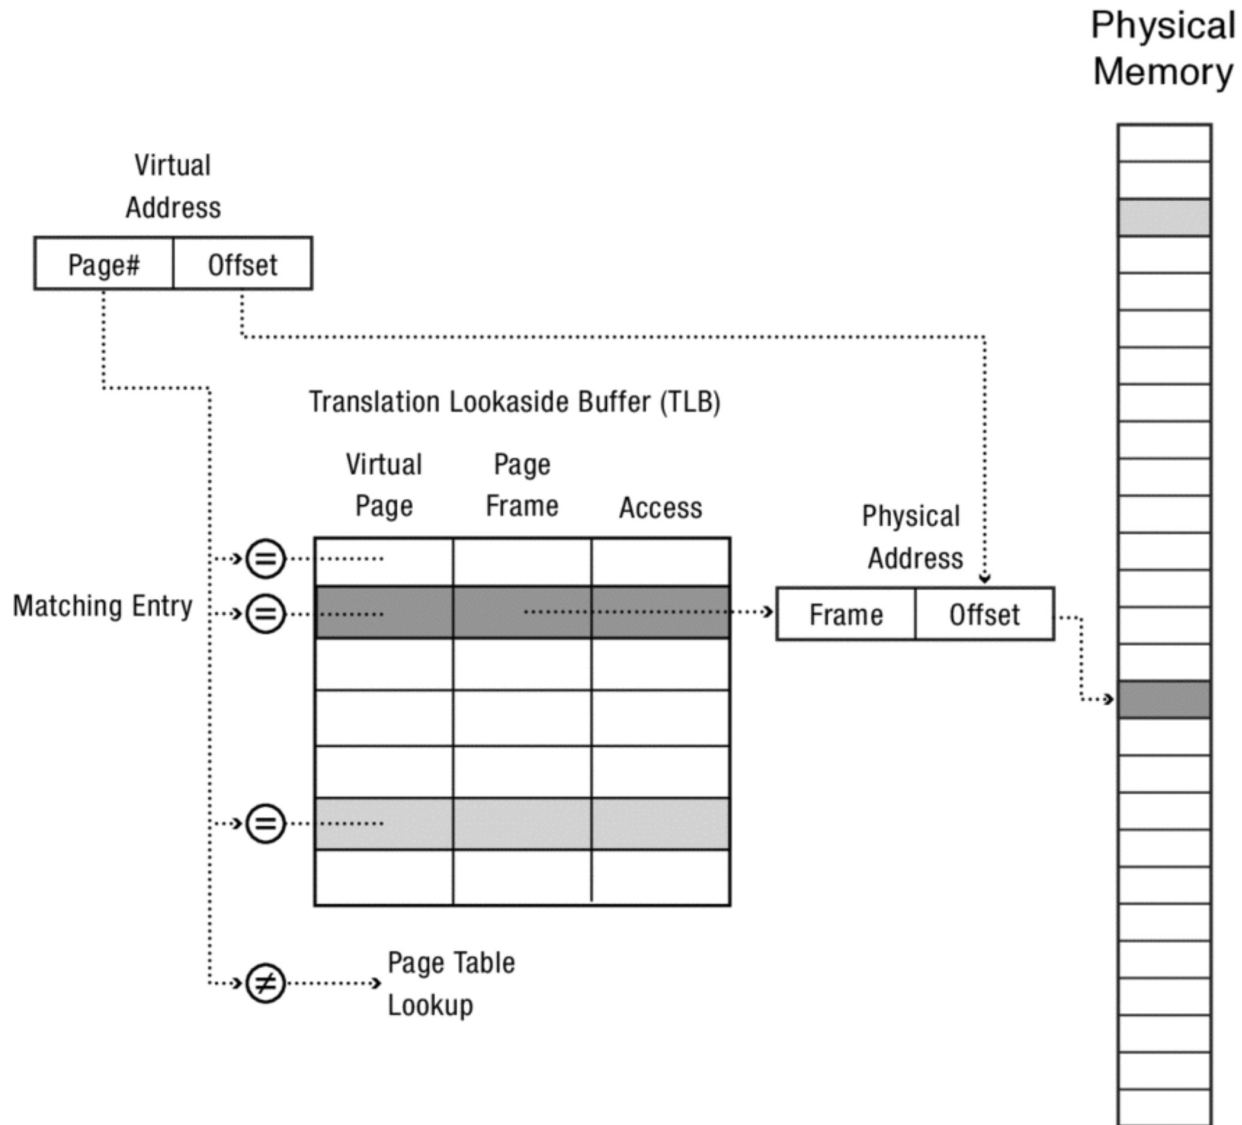 Physical
Memory
Virtual
Address
Page#
Offset
Translation Lookaside Buffer (TLB)
Virtual
Page
Page
Frame
Access
Physical
Address
=
Matching Entry
=
Frame
Offset
=
≠
Page Table
Lookup